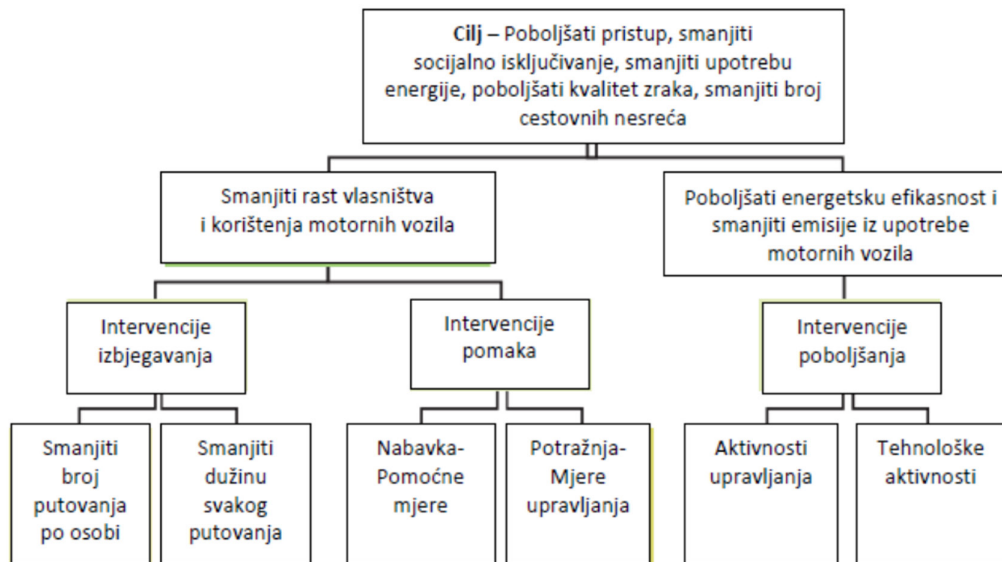 Cilj – Poboljšati pristup, smanjiti
socijalno isključivanje, smanjiti upotrebu
energije, poboljšati kvalitet zraka, smanjiti broj
cestovnih nesreća
Smanjiti rast vlasništva
i korištenja motornih vozila
Poboljšati energetsku efikasnost i
smanjiti emisije iz upotrebe
motornih vozila
Intervencije
izbjegavanja
Intervencije
pomaka
Intervencije
poboljšanja
Smanjiti
broj
putovanja
po osobi
Smanjiti
dužinu
svakog
putovanja
Nabavka-
Pomoćne
mjere
Potražnja-
Mjere
upravljanja
Aktivnosti
upravljanja
Tehnološke
aktivnosti